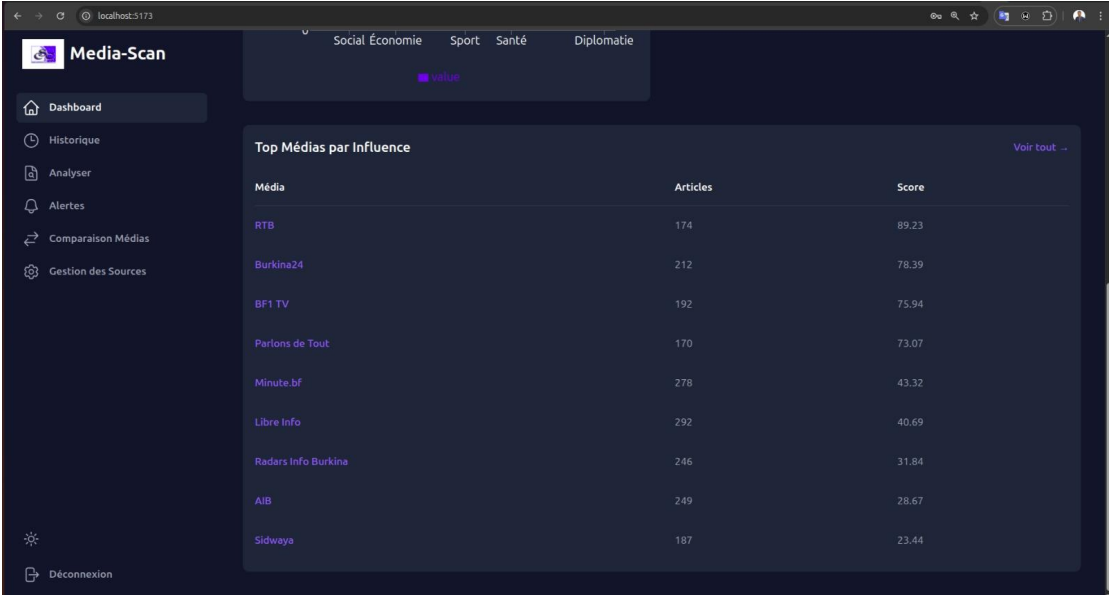 localhost:5173
Media-Scan
Dashboard
Historique
Analyser
Alertes
Comparaison Médias
Gestion des Sources
Déconnexion
0
Social Économie Sport Santé Diplomatie
value
Top Médias par Influence Voir tout →
Média Articles Score
RTB 174 89.23
Burkina24 212 78.39
BF1 TV 192 75.94
Parlons de Tout 170 73.07
Minute.bf 278 43.32
Libre Info 292 40.69
Radars Info Burkina 246 31.84
AIB 249 28.67
Sidwaya 187 23.44